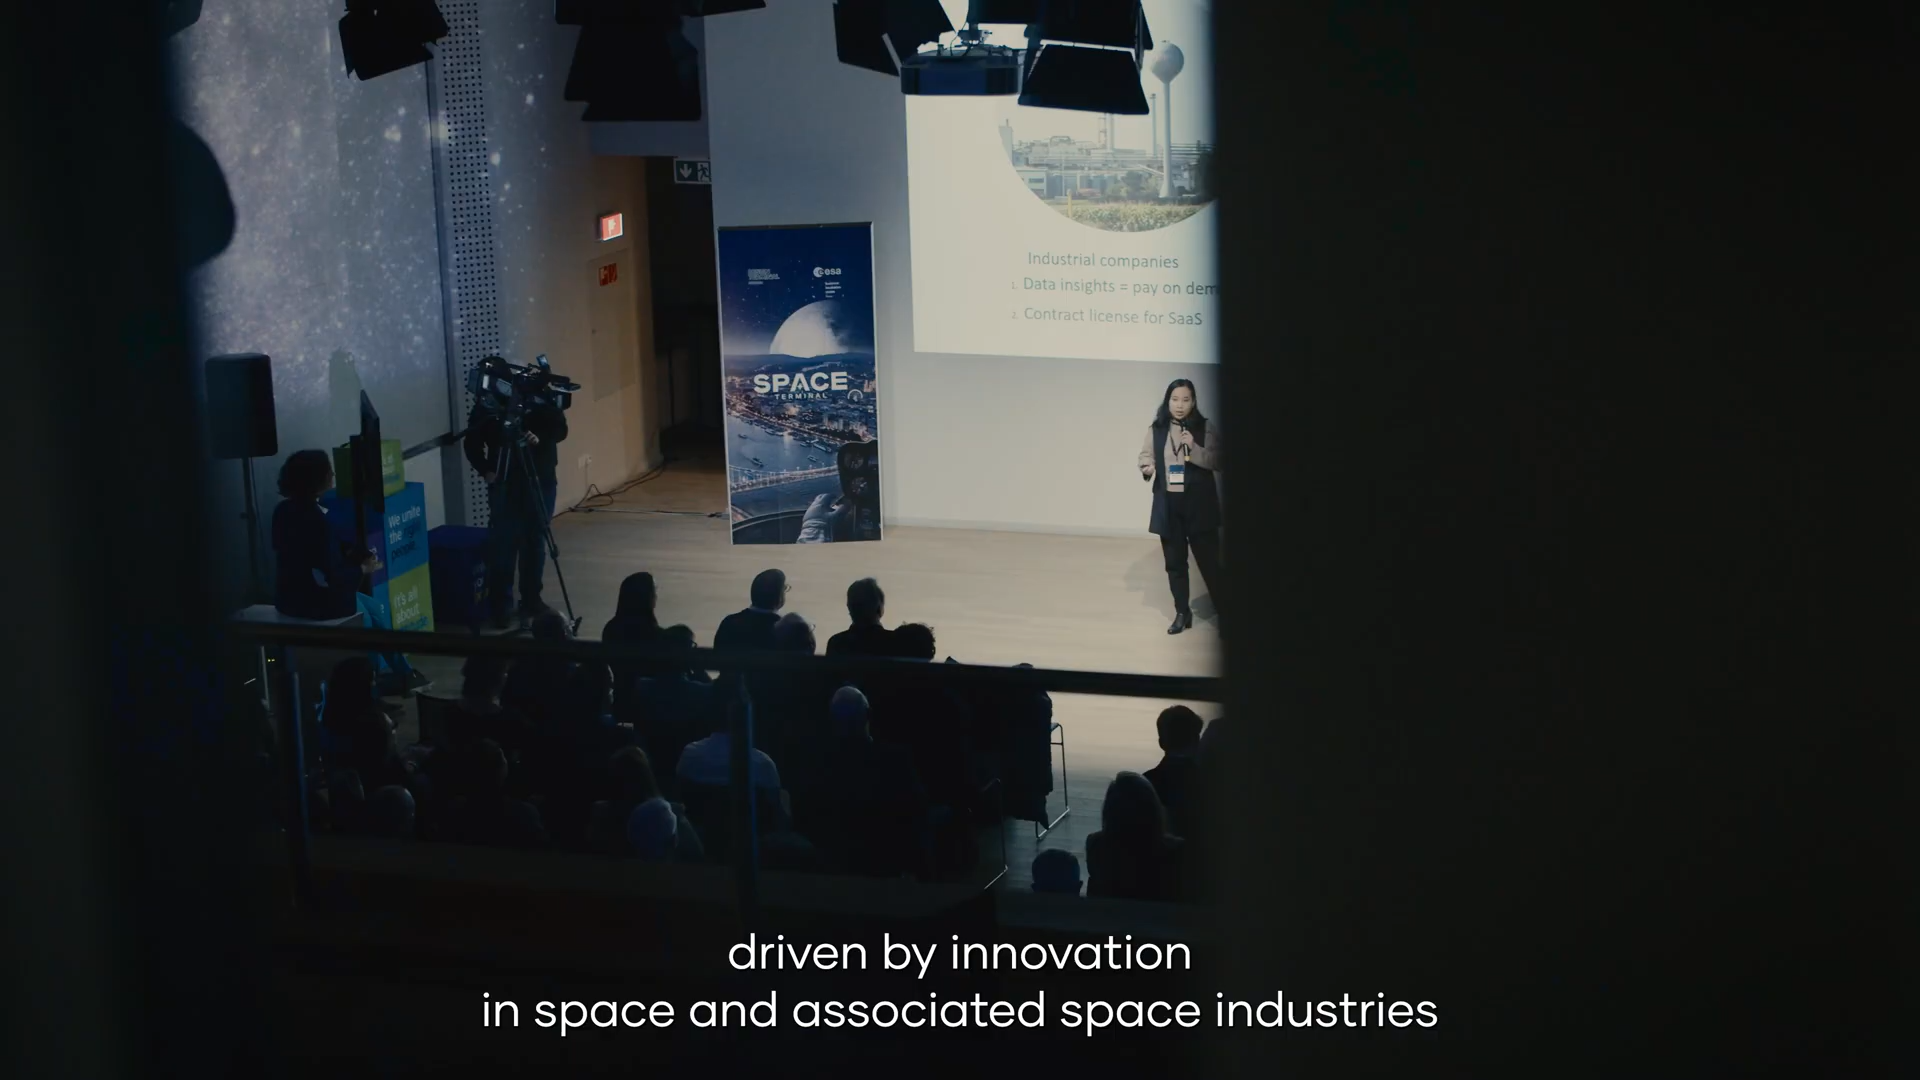 Industrial companies
1. Data insights = pay on dem
2. Contract license for SaaS
esa
SPACE
TERMINAL
We unite
the
people
It's all
about
driven by innovation
in space and associated space industries